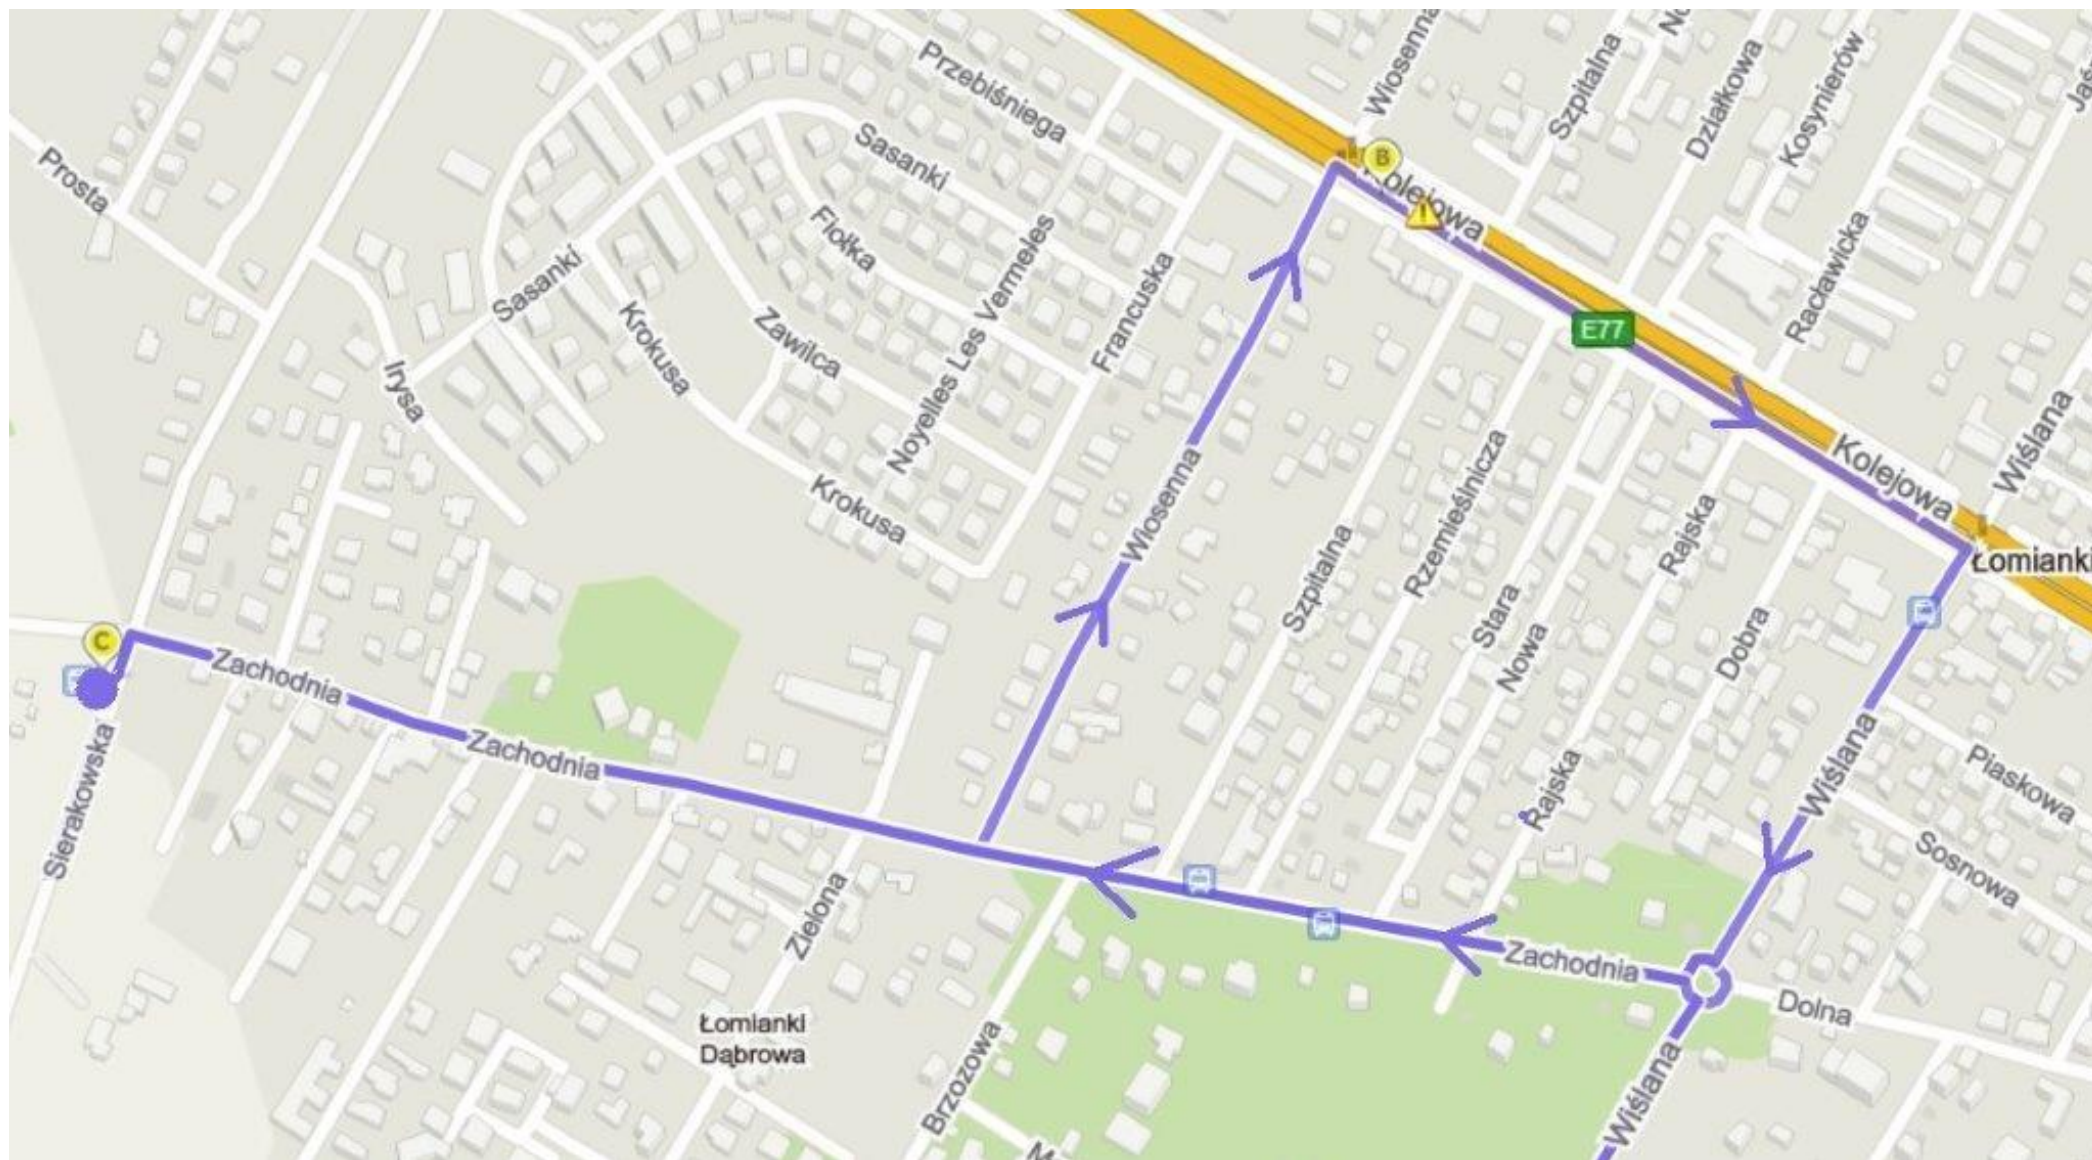 Wiosenna
Szpitalna
Działkowa
Kosynierów
Przebiśniega
Prosta
Sasanki
B
Kolejowa
Fiołka
Sasanki
Noyelles Les Vermeles
Francuska
Racławicka
E77
Krokusa
Zawilca
Irysa
Wiślana
Kolejowa
Krokusa
Wiosenna
Rzemieślnicza
Rajska
Szpitalna
Łomianki
Stara
Nowa
Dobra
C
Zachodnia
Zachodnia
Sierakowska
Wiślana
Piaskowa
Rajska
Sosnowa
Zielona
Zachodnia
Dolna
Łomianki
Dąbrowa
Brzozowa
Wiślana